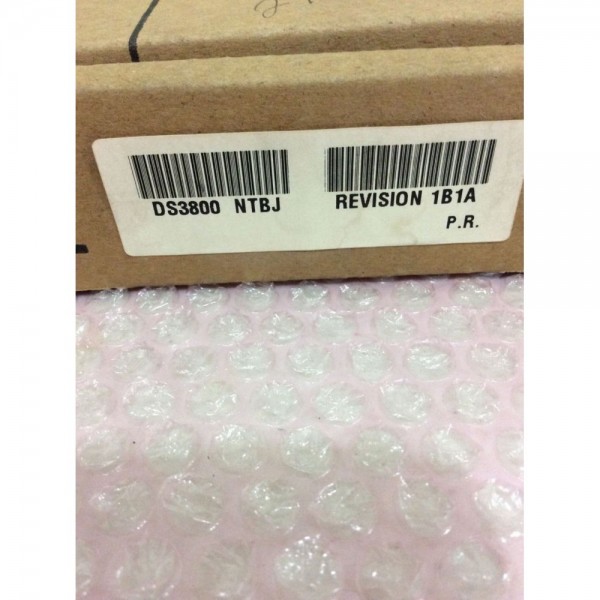 DS3800 NTBJ
REVISION 1B1A
P.R.